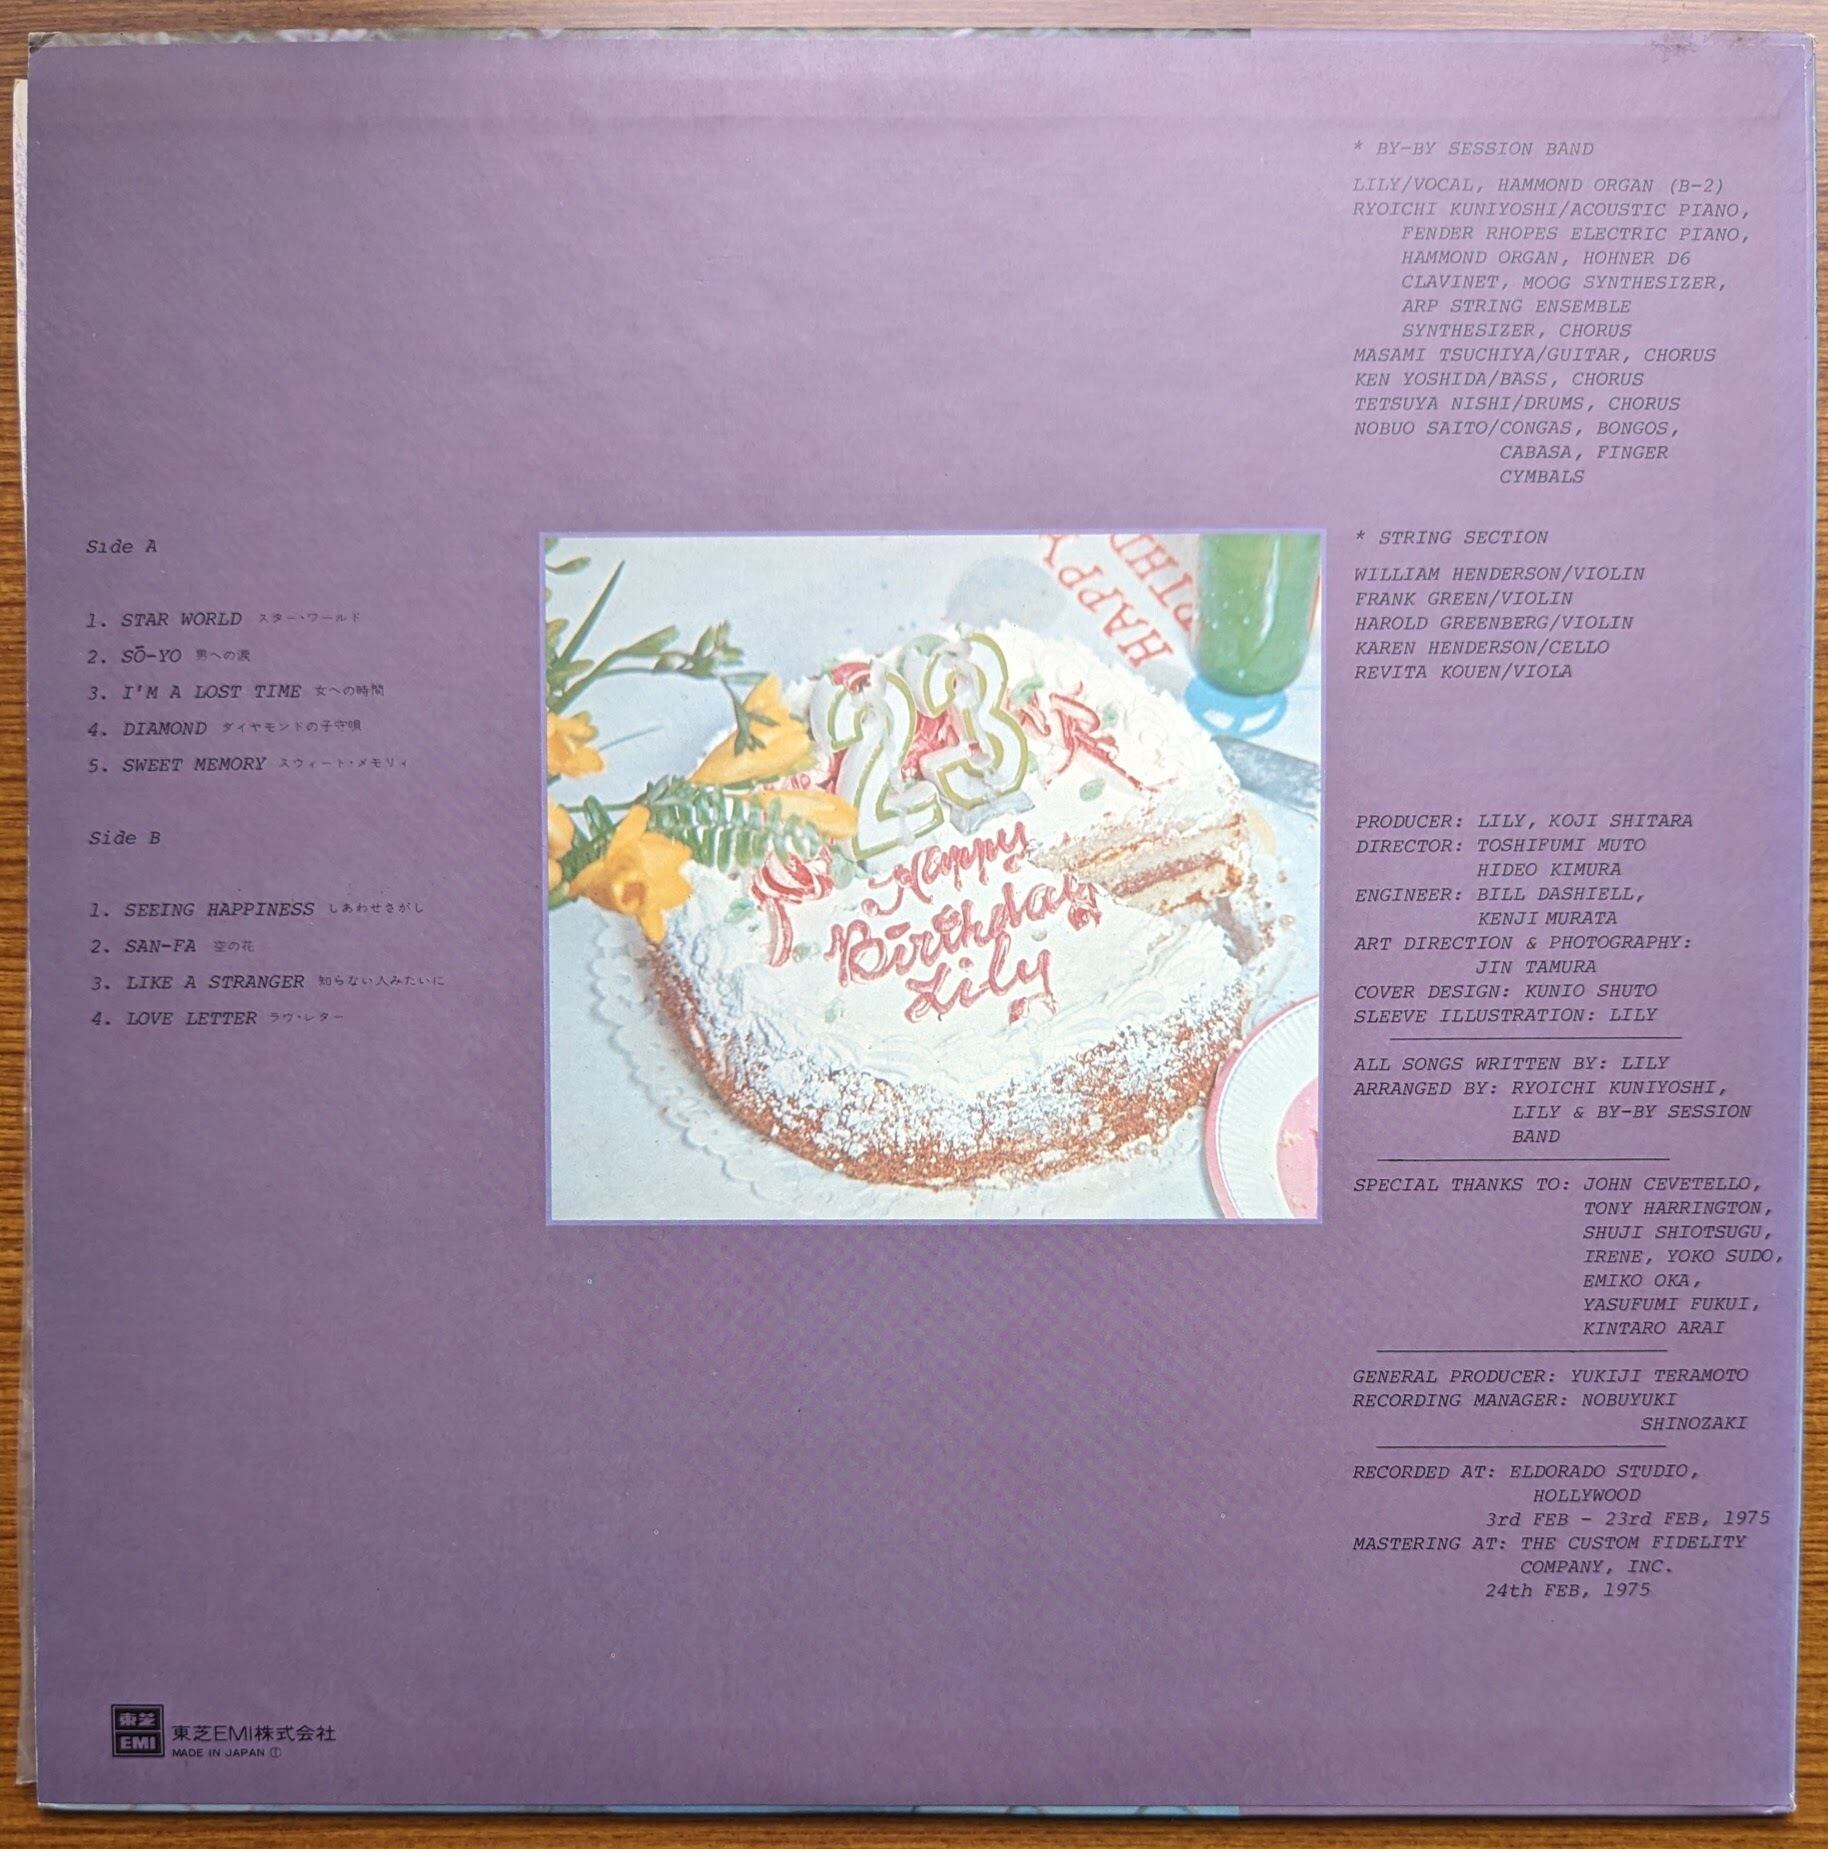 Side A
1. STAR WORLD スター・ワールド
2. SŌ-YO 男への涙
3. I'M A LOST TIME 女への時間
4. DIAMOND ダイヤモンドの子守唄
5. SWEET MEMORY スウィート・メモリィ
Side B
1. SEEING HAPPINESS しあわせさがし
2. SAN-FA 空の花
3. LIKE A STRANGER 知らない人みたいに
4. LOVE LETTER ラヴ・レター
HAPPY
23
Happy
Birthday
Lily
* BY-BY SESSION BAND
LILY/VOCAL, HAMMOND ORGAN (B-2)
RYOICHI KUNIYOSHI/ACOUSTIC PIANO,
FENDER RHOPES ELECTRIC PIANO,
HAMMOND ORGAN, HOHNER D6
CLAVINET, MOOG SYNTHESIZER,
ARP STRING ENSEMBLE
SYNTHESIZER, CHORUS
MASAMI TSUCHIYA/GUITAR, CHORUS
KEN YOSHIDA/BASS, CHORUS
TETSUYA NISHI/DRUMS, CHORUS
NOBUO SAITO/CONGAS, BONGOS,
CABASA, FINGER
CYMBALS
* STRING SECTION
WILLIAM HENDERSON/VIOLIN
FRANK GREEN/VIOLIN
HAROLD GREENBERG/VIOLIN
KAREN HENDERSON/CELLO
REVITA KOUEN/VIOLA
PRODUCER: LILY, KOJI SHITARA
DIRECTOR: TOSHIFUMI MUTO
HIDEO KIMURA
ENGINEER: BILL DASHIELL,
KENJI MURATA
ART DIRECTION & PHOTOGRAPHY:
JIN TAMURA
COVER DESIGN: KUNIO SHUTO
SLEEVE ILLUSTRATION: LILY
ALL SONGS WRITTEN BY: LILY
ARRANGED BY: RYOICHI KUNIYOSHI,
LILY & BY-BY SESSION
BAND
SPECIAL THANKS TO: JOHN CEVETELLO,
TONY HARRINGTON,
SHUJI SHIOTSUGU,
IRENE, YOKO SUDO,
EMIKO OKA,
YASUFUMI FUKUI,
KINTARO ARAI
GENERAL PRODUCER: YUKIJI TERAMOTO
RECORDING MANAGER: NOBUYUKI
SHINOZAKI
RECORDED AT: ELDORADO STUDIO,
HOLLYWOOD
3rd FEB - 23rd FEB, 1975
MASTERING AT: THE CUSTOM FIDELITY
COMPANY, INC.
24th FEB, 1975
東芝
EMI
東芝EMI株式会社
MADE IN JAPAN Ⓣ